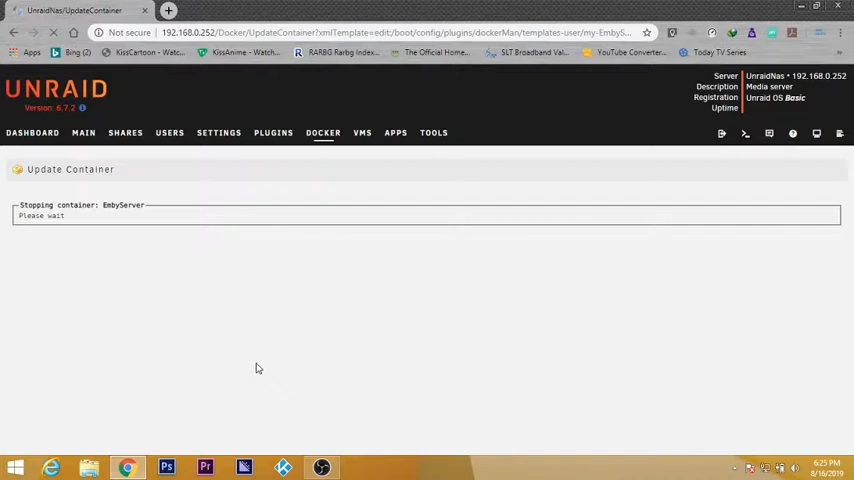 UnraidNas/UpdateContainer
Not secure | 192.168.0.252/Docker/UpdateContainer?xmlTemplate=edit:/boot/config/plugins/dockerMan/templates-user/my-EmbyS...
Apps Bing (2) KissCartoon - Watc... KissAnime - Watch... RARBG Rarbg Index... The Official Home... SLT Broadband Val... YouTube Converter... Today TV Series
UNRAID
Version: 6.7.2
Server UnraidNas • 192.168.0.252
Description Media server
Registration Unraid OS Basic
Uptime
DASHBOARD MAIN SHARES USERS SETTINGS PLUGINS DOCKER VMS APPS TOOLS
Update Container
Stopping container: EmbyServer
Please wait
Ps Pr
6:25 PM
8/16/2019